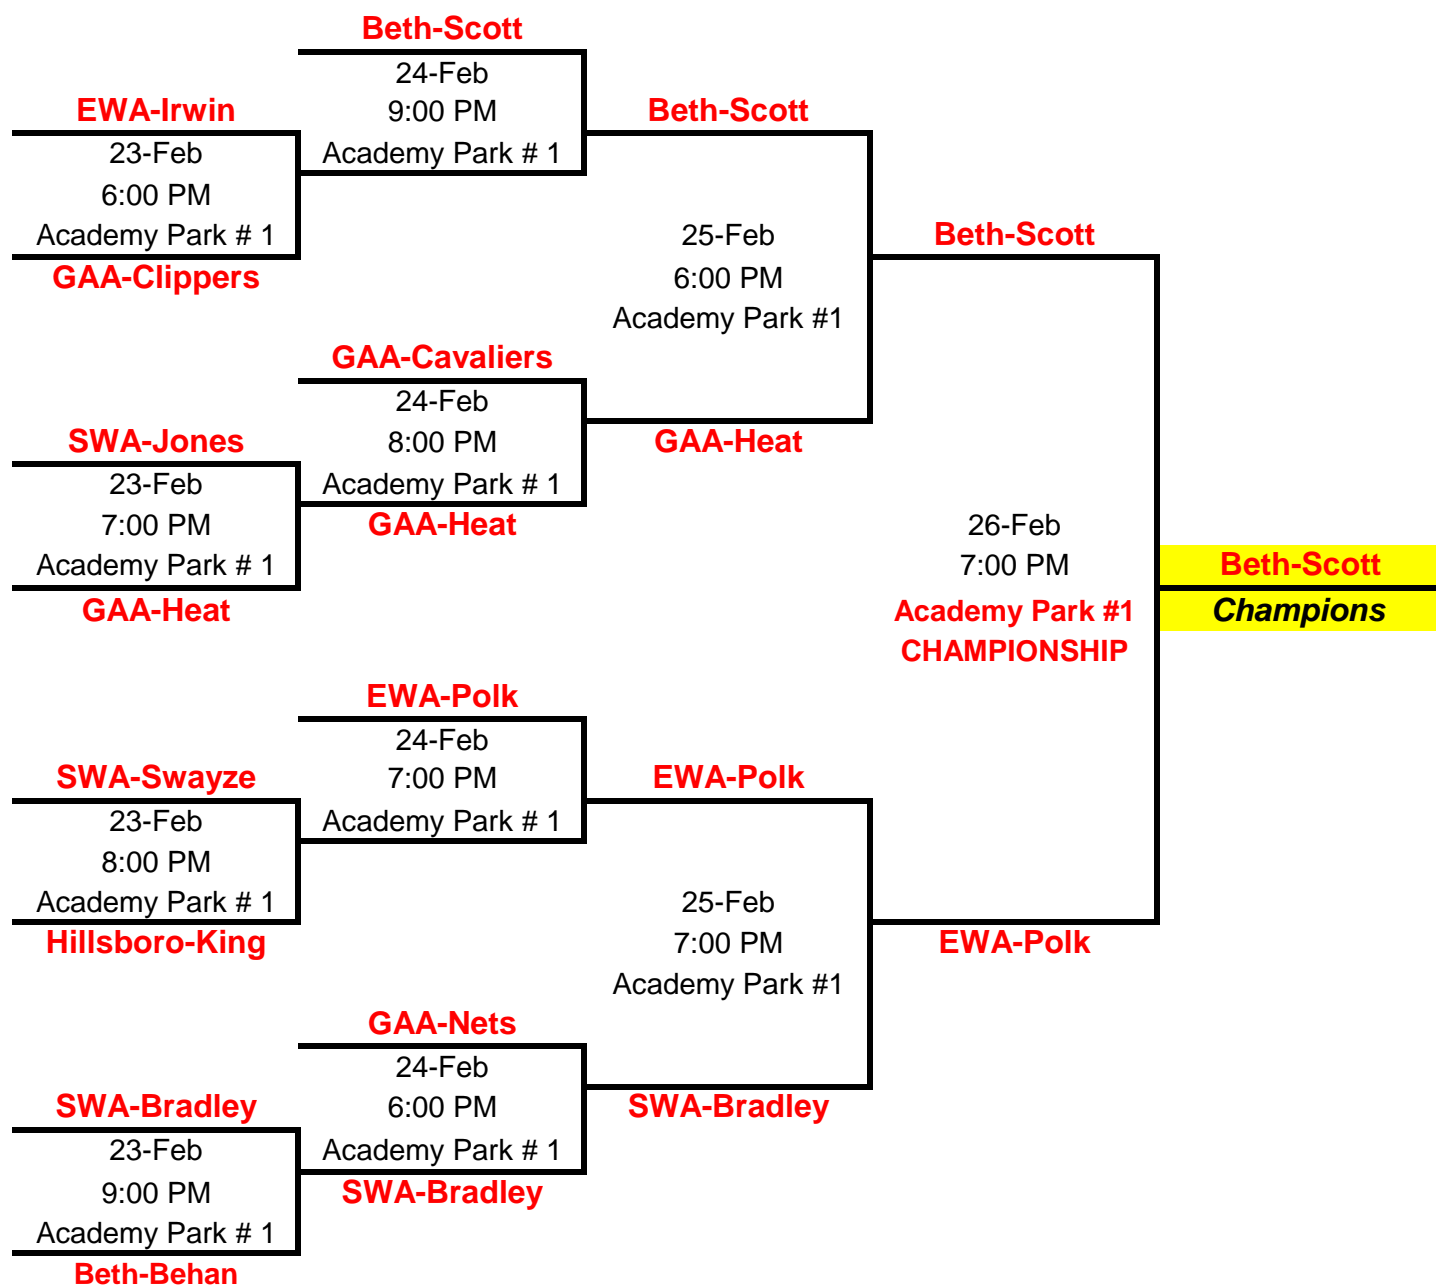 Beth-Scott
24-Feb
9:00 PM
Academy Park # 1
EWA-Irwin
23-Feb
6:00 PM
Academy Park # 1
GAA-Clippers
Beth-Scott
25-Feb
6:00 PM
Academy Park #1
Beth-Scott
GAA-Cavaliers
24-Feb
8:00 PM
Academy Park # 1
GAA-Heat
SWA-Jones
23-Feb
7:00 PM
Academy Park # 1
GAA-Heat
GAA-Heat
26-Feb
7:00 PM
Academy Park #1
CHAMPIONSHIP
Beth-Scott
Champions
EWA-Polk
24-Feb
7:00 PM
Academy Park # 1
SWA-Swayze
23-Feb
8:00 PM
Academy Park # 1
Hillsboro-King
EWA-Polk
25-Feb
7:00 PM
Academy Park #1
EWA-Polk
GAA-Nets
24-Feb
6:00 PM
Academy Park # 1
SWA-Bradley
SWA-Bradley
SWA-Bradley
23-Feb
9:00 PM
Academy Park # 1
Beth-Behan